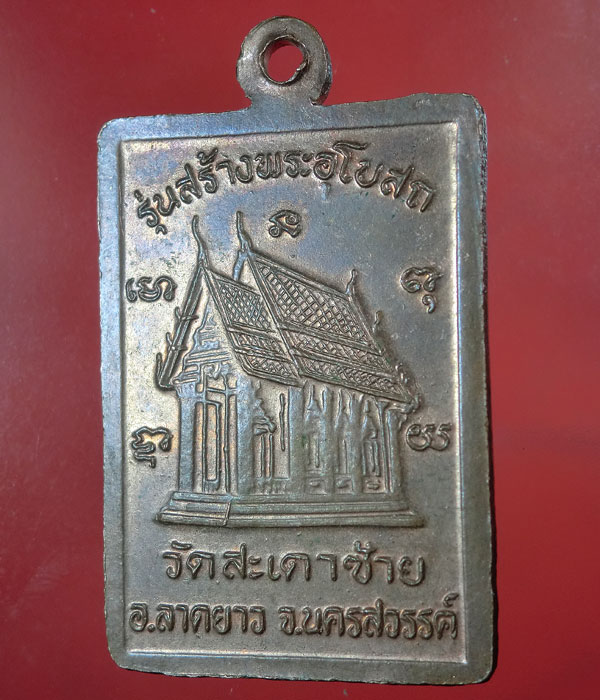 รุ่นสร้างพระอุโบสถ
วัดสะเดาซ้าย
อ.ลาดยาว จ.นครสวรรค์